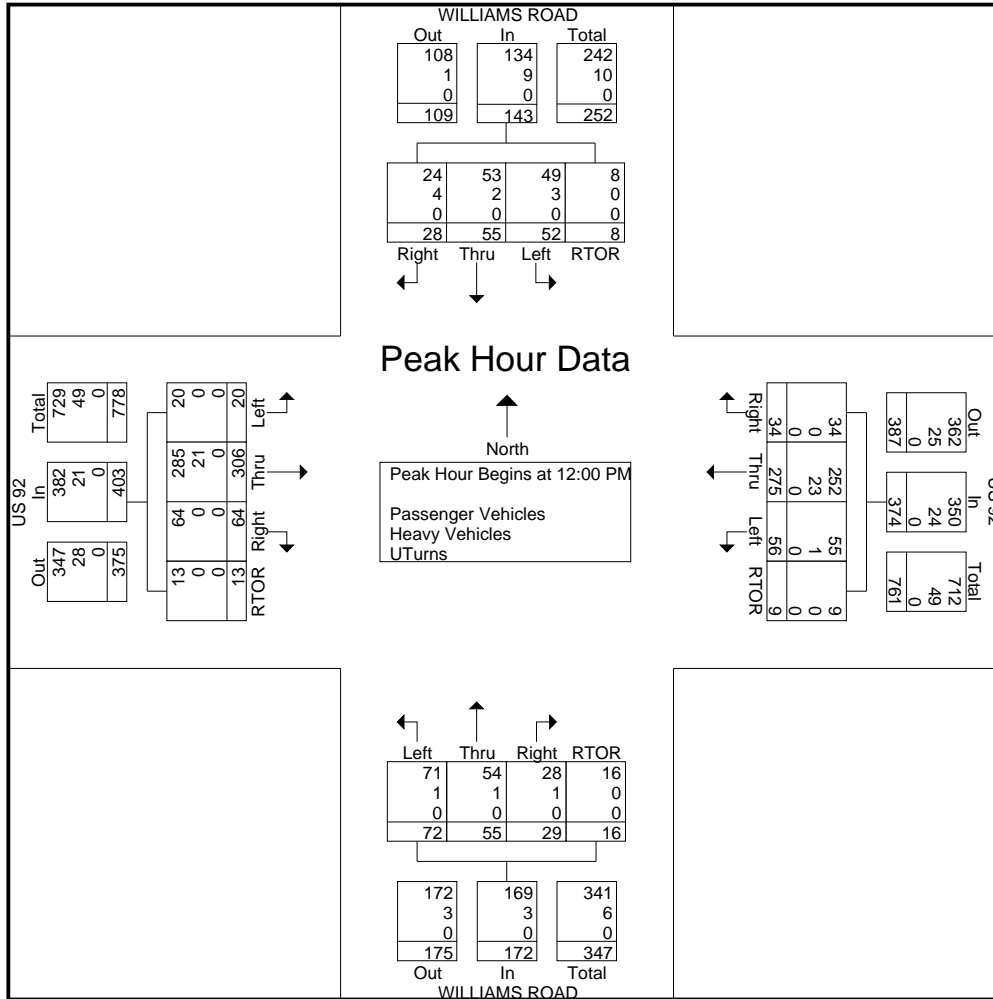 WILLIAMS ROAD
Out In Total
108 134 242
1 9 10
0 0 0
109 143 252
24 53 49 8
4 2 3 0
0 0 0 0
28 55 52 8
Right Thru Left RTOR
Peak Hour Data
North
Peak Hour Begins at 12:00 PM
Passenger Vehicles
Heavy Vehicles
UTurns
US 92
Total
729
49
0
778
In
382
21
0
403
Out
347
28
0
375
Left
20
0
0
20
Thru
285
21
0
306
Right
64
0
0
64
RTOR
13
0
0
13
Right
34
0
0
34
Thru
252
23
0
275
Left
55
1
0
56
RTOR
9
0
0
9
Out
362
25
0
387
In
350
24
0
374
Total
712
49
0
761
Left Thru Right RTOR
71 54 28 16
1 1 1 0
0 0 0 0
72 55 29 16
172 169 341
3 3 6
0 0 0
175 172 347
Out In Total
WILLIAMS ROAD